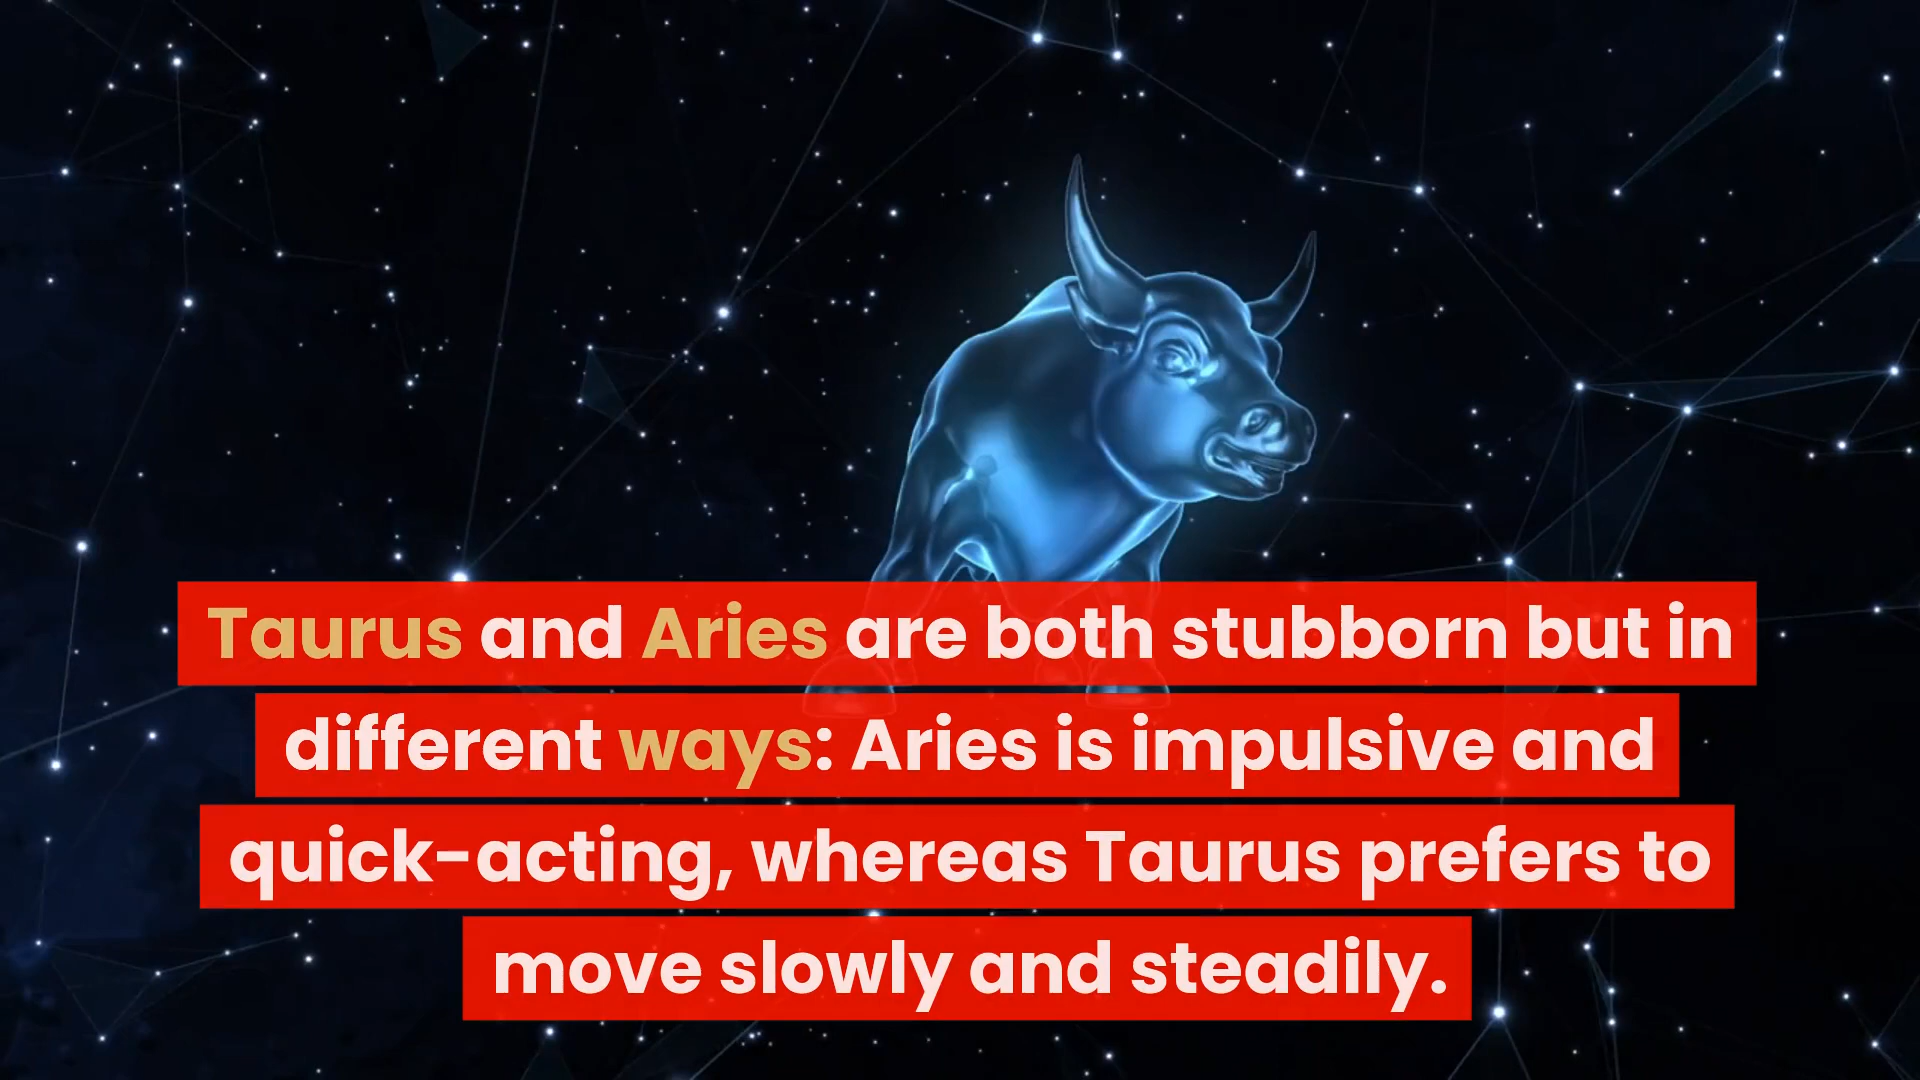 Taurus and Aries are both stubborn but in
different ways: Aries is impulsive and
quick-acting, whereas Taurus prefers to
move slowly and steadily.